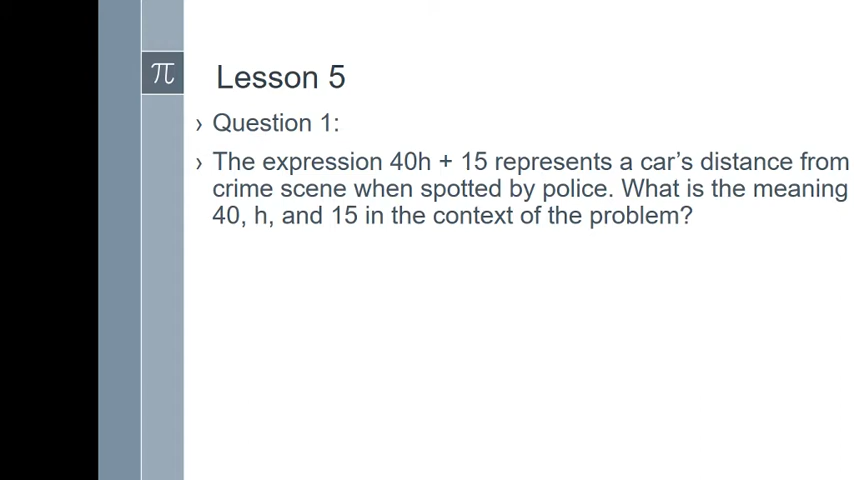 π
Lesson 5
› Question 1:
› The expression 40h + 15 represents a car’s distance from
crime scene when spotted by police. What is the meaning
40, h, and 15 in the context of the problem?